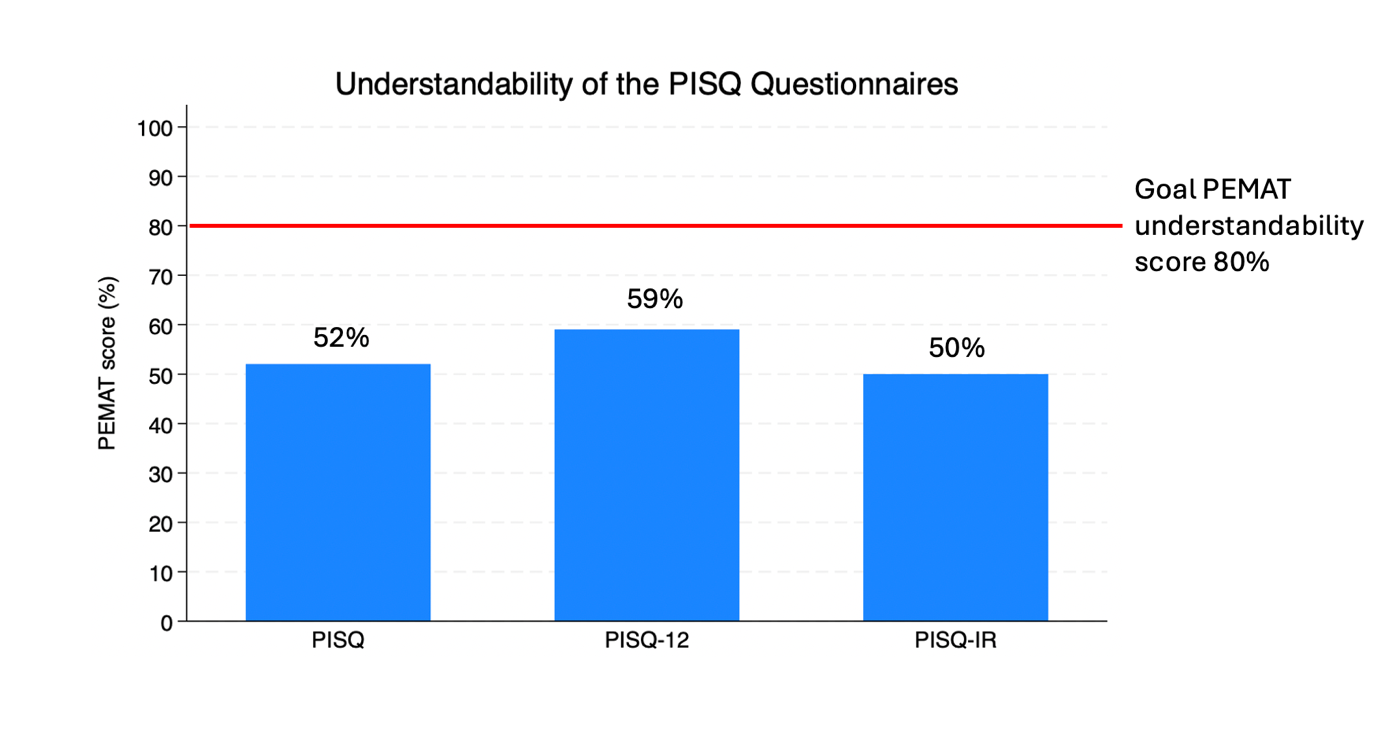 Understandability of the PISQ Questionnaires
100
90
80
70
60
50
40
30
20
10
0
PEMAT score (%)
Goal PEMAT
understandability
score 80%
52%
59%
50%
PISQ
PISQ-12
PISQ-IR